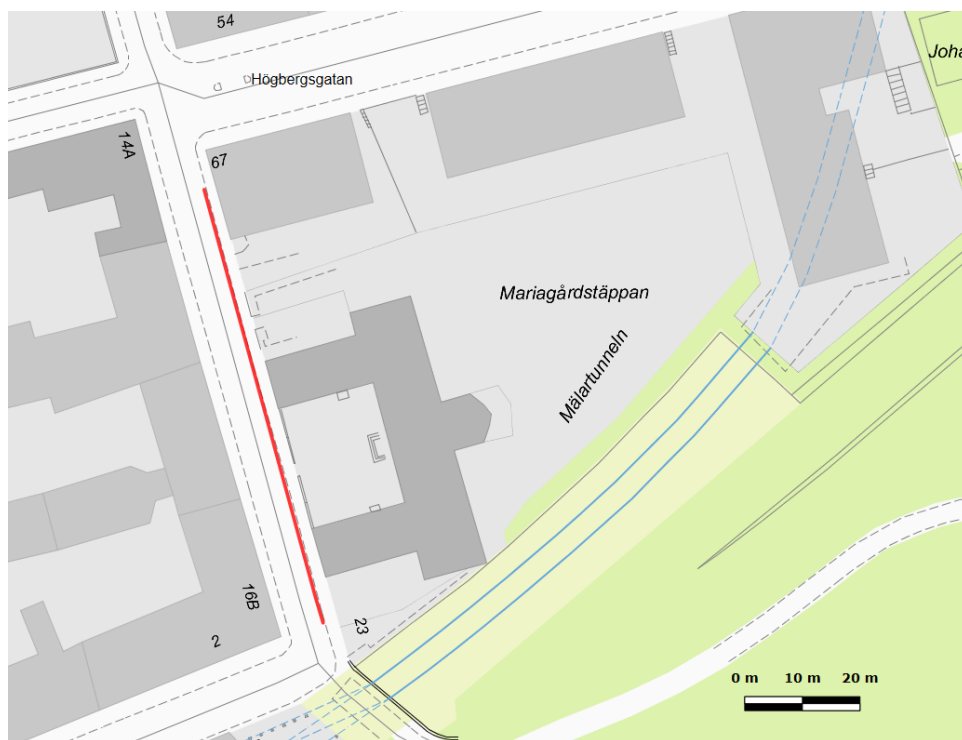 54
Joha
Högbergsgatan
14A
67
Mariagårdstäppan
Mälartunneln
16B
23
2
0 m 10 m 20 m